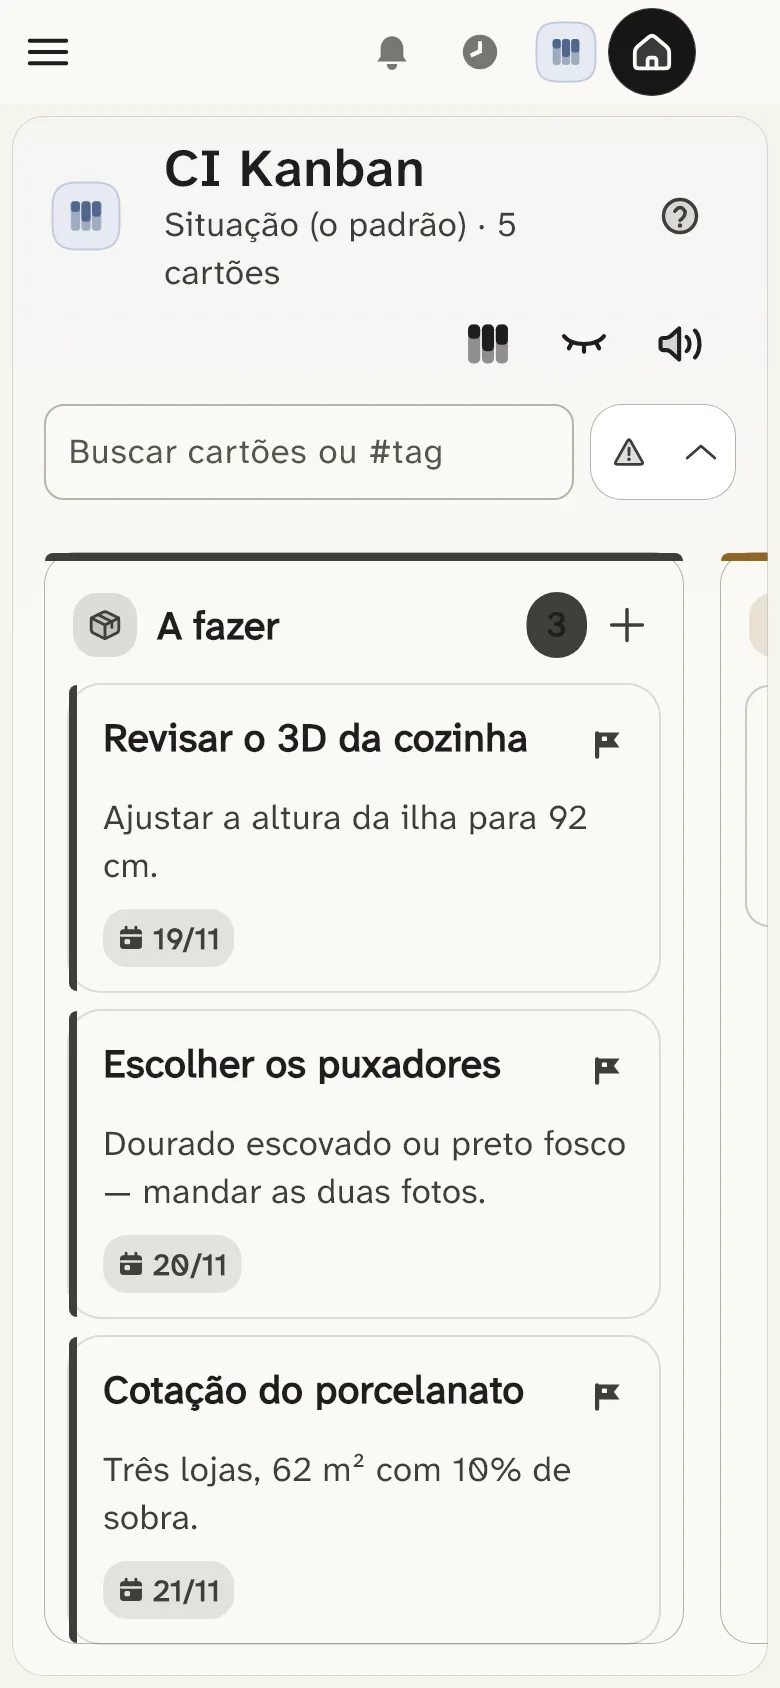 CI Kanban
Situação (o padrão) · 5
cartões
Buscar cartões ou #tag
A fazer
3
Revisar o 3D da cozinha
Ajustar a altura da ilha para 92
cm.
19/11
Escolher os puxadores
Dourado escovado ou preto fosco
— mandar as duas fotos.
20/11
Cotação do porcelanato
Três lojas, 62 m² com 10% de
sobra.
21/11